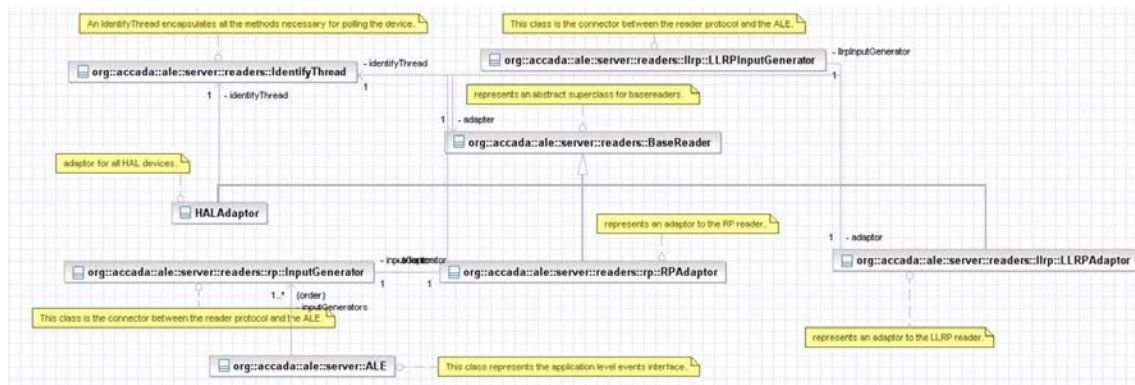 An IdentifyThread encapsulates all the methods necessary for polling the device.
This class is the connector between the reader protocol and the ALE.
- identifyThread
- llrpInputGenerator
org::accada::ale::server::readers::IdentifyThread
org::accada::ale::server::readers::llrp::LLRPInputGenerator
1
1
1 - identifyThread
represents an abstract superclass for basereaders.
1 - adapter
org::accada::ale::server::readers::BaseReader
adaptor for all HAL devices.
HALAdaptor
represents an adaptor to the RP reader.
1 - adaptor
org::accada::ale::server::readers::rp::InputGenerator
org::accada::ale::server::readers::rp::RPAdaptor
org::accada::ale::server::readers::llrp::LLRPAdaptor
1
1
1..* {order}
- inputGenerators
This class is the connector between the reader protocol and the ALE.
represents an adaptor to the LLRP reader.
org::accada::ale::server::ALE
This class represents the application level events interface.